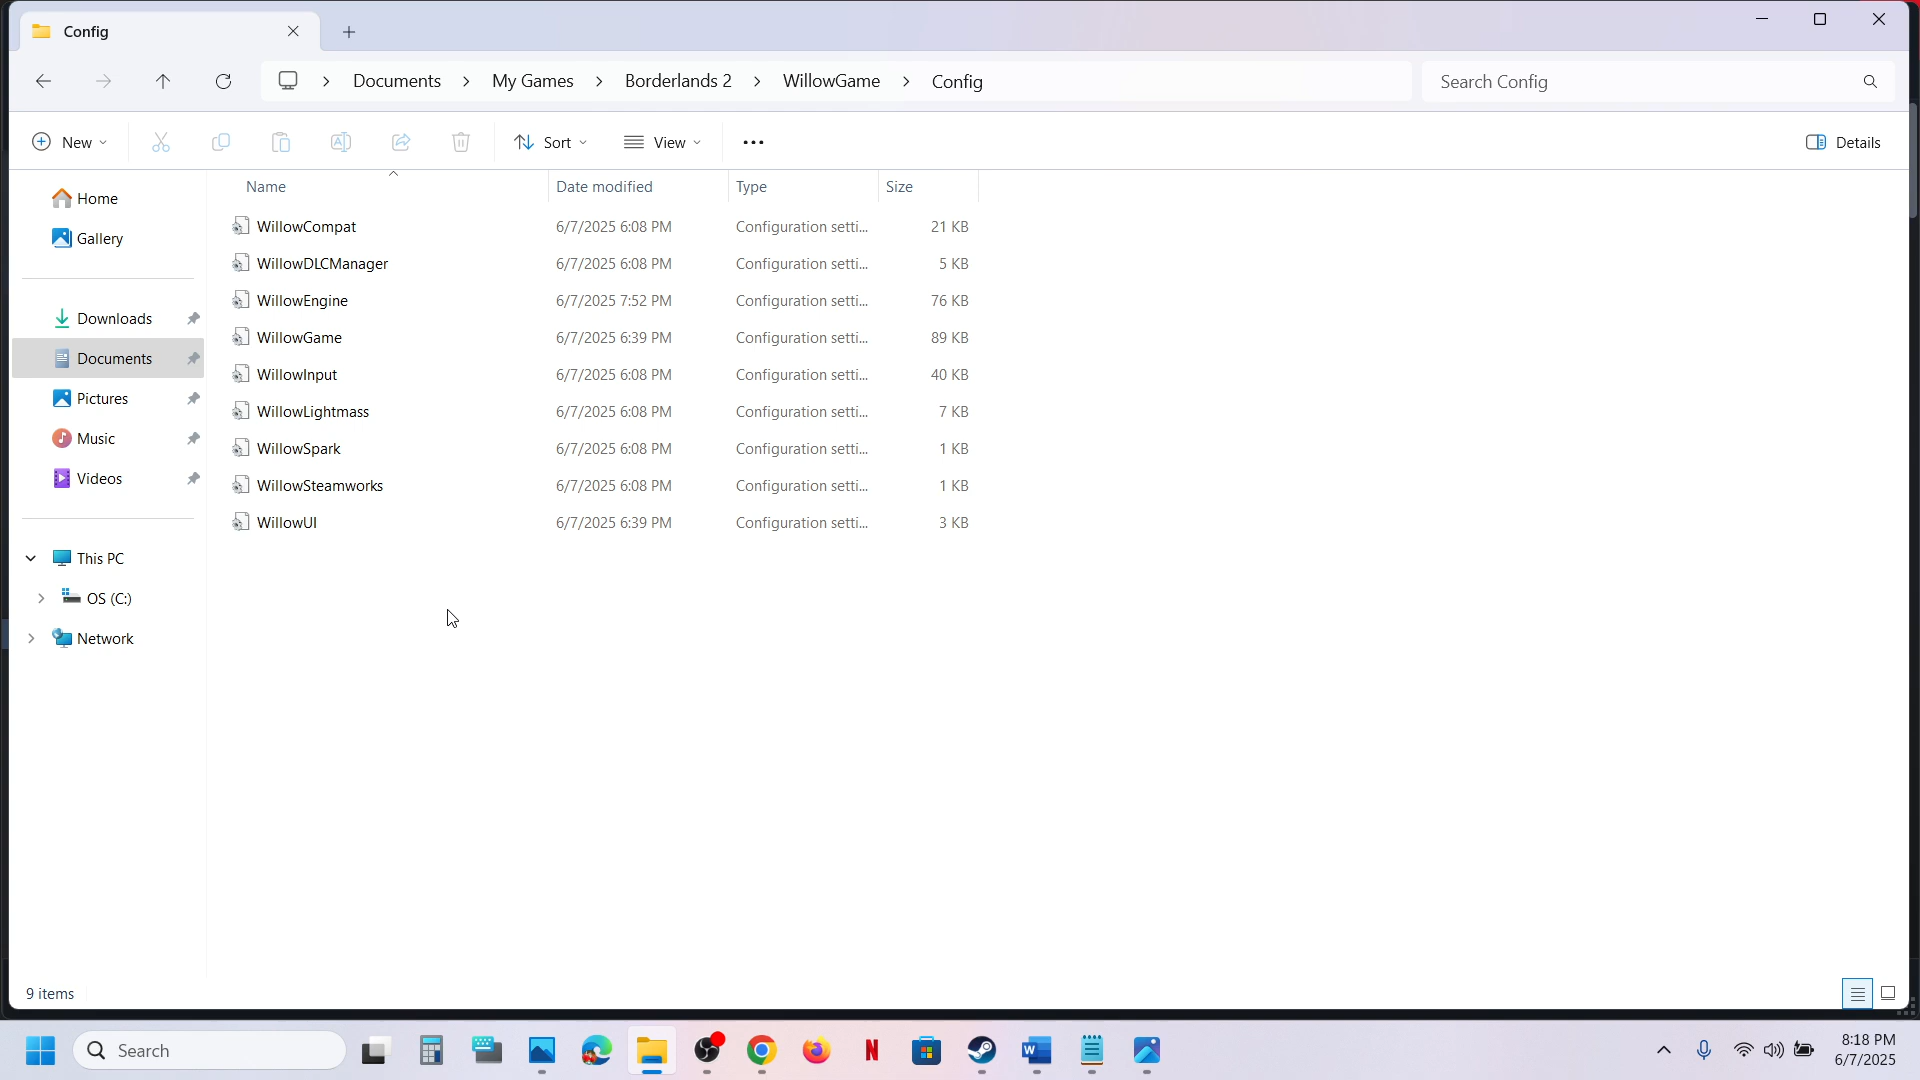 Config
Documents > My Games > Borderlands 2 > WillowGame > Config
Search Config
New
Sort
View
Details
Name Date modified Type Size
Home
Gallery
Downloads
Documents
Pictures
Music
Videos
This PC
OS (C:)
Network
WillowCompat 6/7/2025 6:08 PM Configuration setti... 21 KB
WillowDLCManager 6/7/2025 6:08 PM Configuration setti... 5 KB
WillowEngine 6/7/2025 7:52 PM Configuration setti... 76 KB
WillowGame 6/7/2025 6:39 PM Configuration setti... 89 KB
WillowInput 6/7/2025 6:08 PM Configuration setti... 40 KB
WillowLightmass 6/7/2025 6:08 PM Configuration setti... 7 KB
WillowSpark 6/7/2025 6:08 PM Configuration setti... 1 KB
WillowSteamworks 6/7/2025 6:08 PM Configuration setti... 1 KB
WillowUI 6/7/2025 6:39 PM Configuration setti... 3 KB
9 items
Search
8:18 PM
6/7/2025